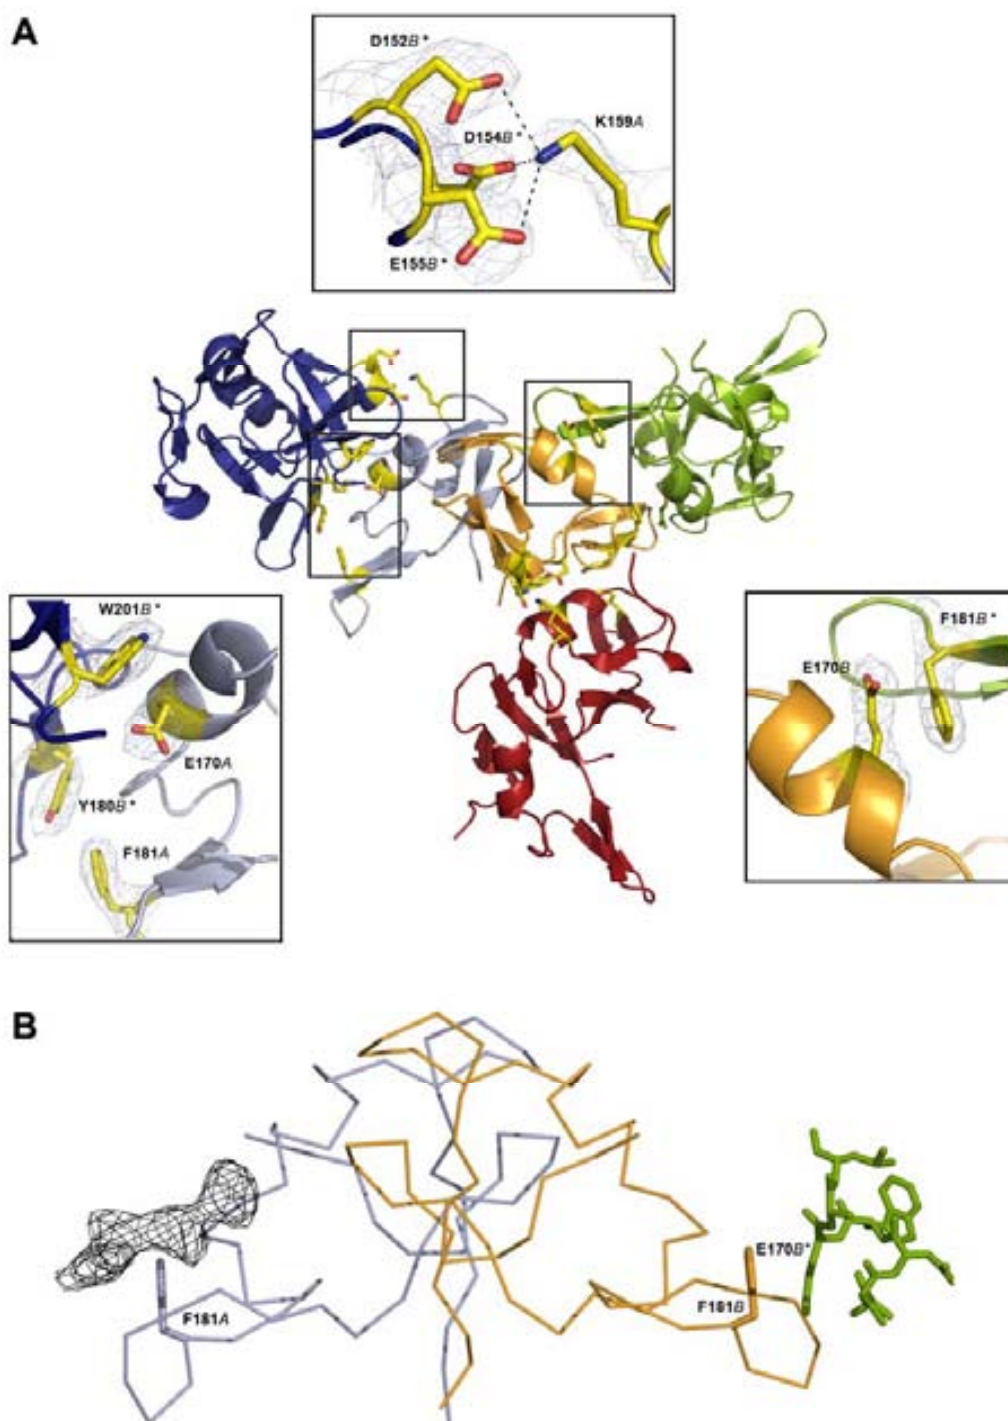 A
D152B*
D154B*
K159A
E155B*
W201B*
E170A
Y180B*
F181A
F181B*
E170B
B
E170B*
F181A
F181B